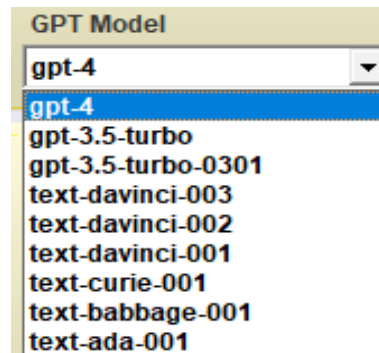 GPT Model
gpt-4
gpt-4
gpt-3.5-turbo
gpt-3.5-turbo-0301
text-davinci-003
text-davinci-002
text-davinci-001
text-curie-001
text-babbage-001
text-ada-001